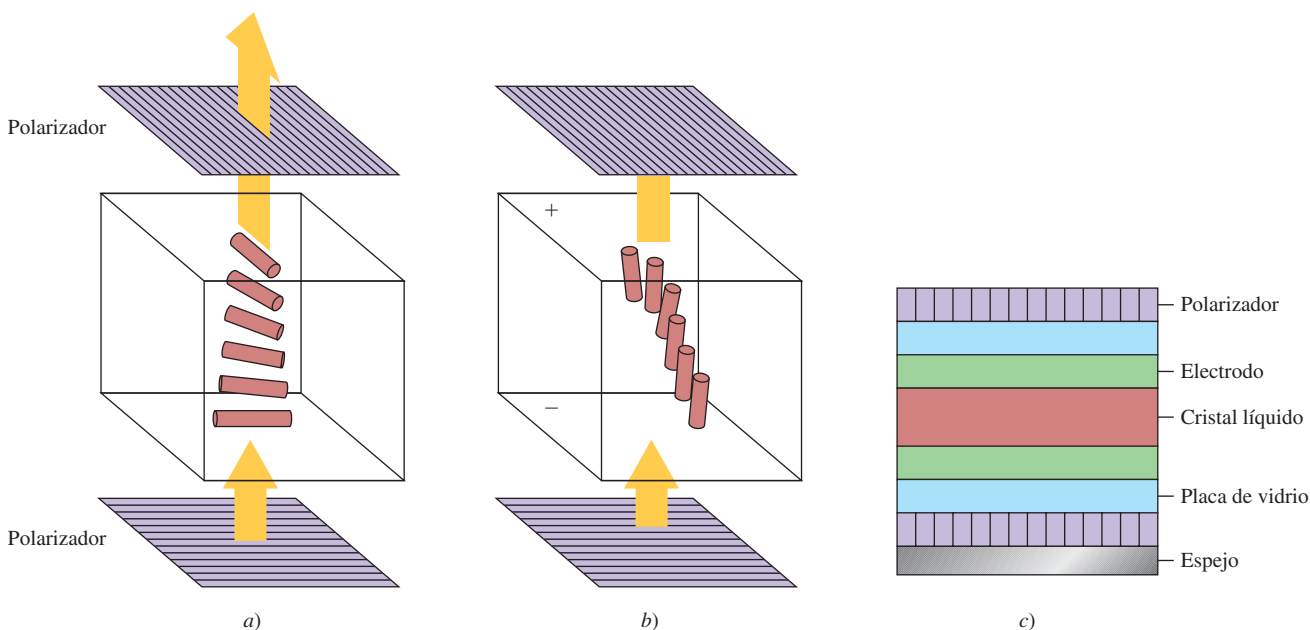 Polarizador
Polarizador
a)
+
−
b)
Polarizador
Electrodo
Cristal líquido
Placa de vidrio
Espejo
c)